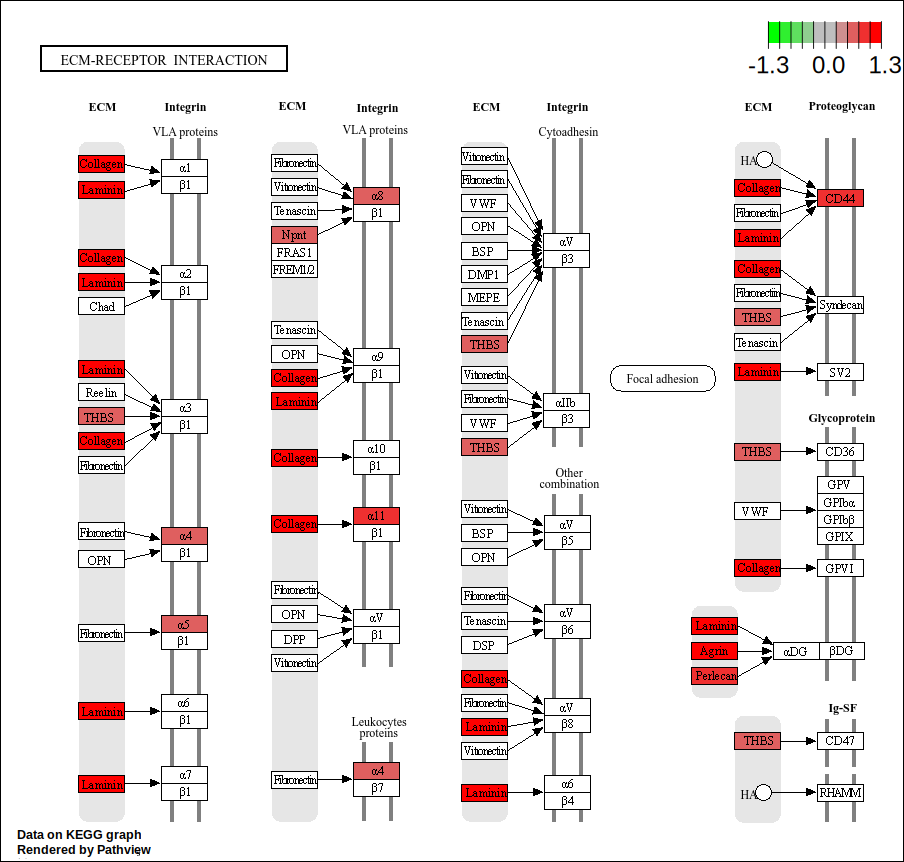 ECM-RECEPTOR INTERACTION
-1.3 0.0 1.3
ECM Integrin
VLA proteins
Collagen
Laminin
α1
β1
Collagen
Laminin
Chad
α2
β1
Laminin
Reelin
THBS
Collagen
Fibronectin
α3
β1
Fibronectin
OPN
α4
β1
Fibronectin
α5
β1
Laminin
α6
β1
Laminin
α7
β1
ECM Integrin
VLA proteins
Fibronectin
Vitronectin
Tenascin
Npnt
FRAS1
FREM1/2
α8
β1
Tenascin
OPN
Collagen
Laminin
α9
β1
Collagen
α10
β1
Collagen
α11
β1
Fibronectin
OPN
DPP
Vitronectin
αV
β1
Leukocytes
proteins
Fibronectin
α4
β7
ECM Integrin
Cytoadhesin
Vitronectin
Fibronectin
VWF
OPN
BSP
DMP1
MEPE
Tenascin
THBS
αV
β3
Vitronectin
Fibronectin
VWF
THBS
αIIb
β3
Other
combination
Vitronectin
BSP
OPN
αV
β5
Fibronectin
Tenascin
DSP
αV
β6
Collagen
Fibronectin
Laminin
Vitronectin
αV
β8
Laminin
α6
β4
Focal adhesion
ECM Proteoglycan
HA
Collagen
Fibronectin
Laminin
CD44
Collagen
Fibronectin
THBS
Tenascin
Syndecan
Laminin
SV2
Glycoprotein
THBS
CD36
VWF
GPV
GPIbα
GPIbβ
GPIX
Collagen
GPVI
Laminin
Agrin
Perlecan
αDG βDG
Ig-SF
THBS
CD47
HA
RHAMM
Data on KEGG graph
Rendered by Pathview